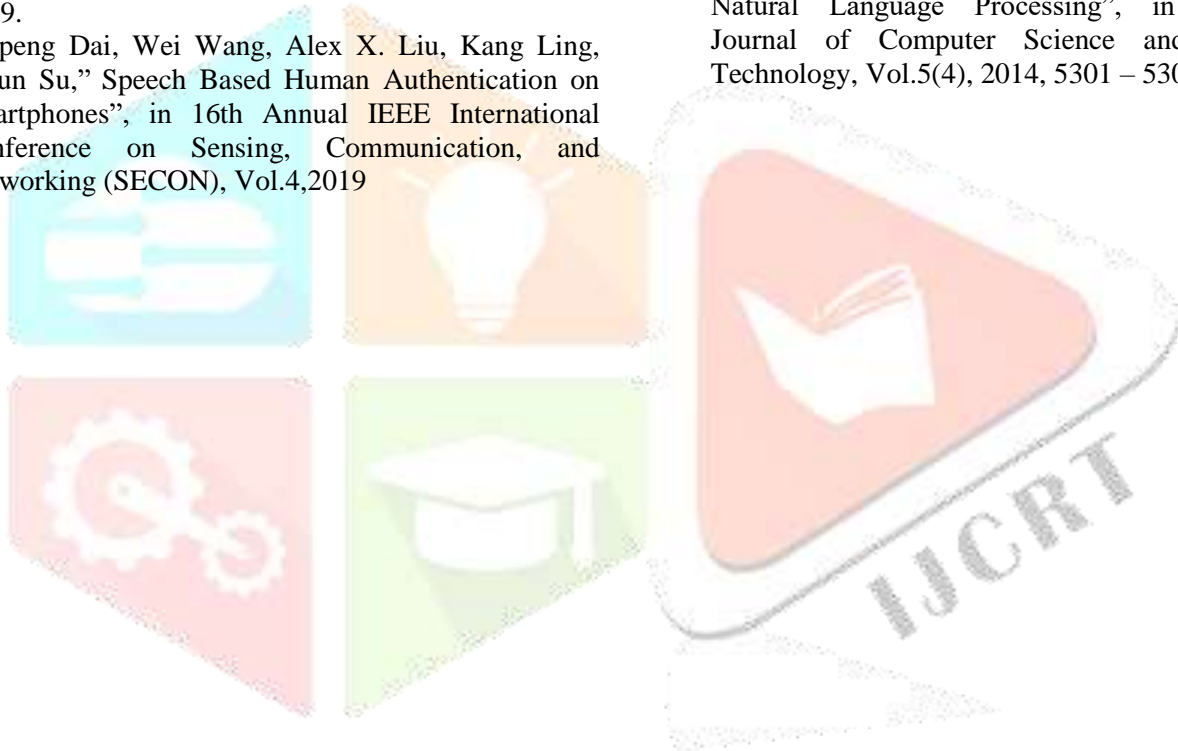 9.
peng Dai, Wei Wang, Alex X. Liu, Kang Ling,
un Su,” Speech Based Human Authentication on
artphones”, in 16th Annual IEEE International
nference on Sensing, Communication, and
working (SECON), Vol.4,2019
Natural Language Processing”, in
Journal of Computer Science and
Technology, Vol.5(4), 2014, 5301 – 530
IJCRT